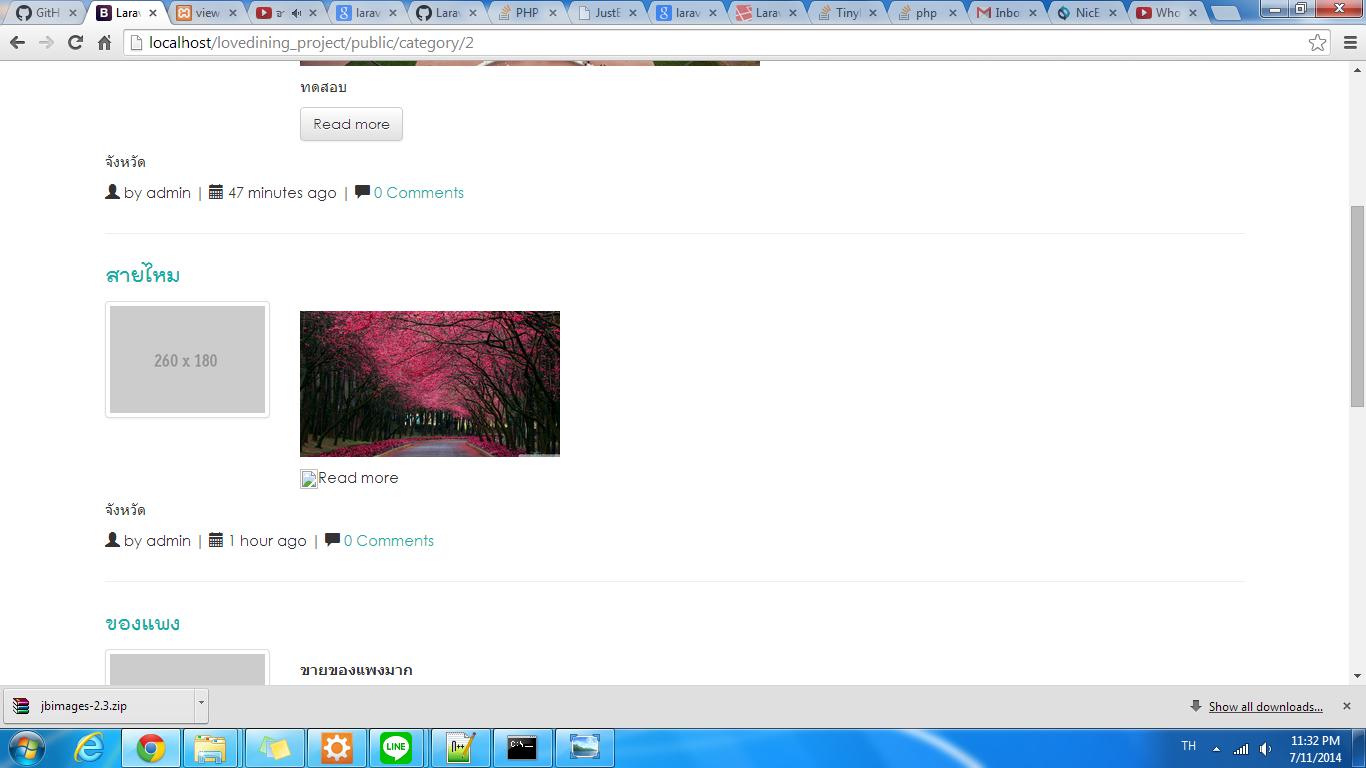 GitH
Larav
view
อ
larav
Larav
PHP
JustE
larav
Larav
TinyM
php
Inbo
NicE
Who
localhost/lovedining_project/public/category/2
ทดสอบ
Read more
จังหวัด
by admin | 47 minutes ago | 0 Comments
สายไหม
260 x 180
Read more
จังหวัด
by admin | 1 hour ago | 0 Comments
ของแพง
ขายของแพงมาก
jbimages-2.3.zip
Show all downloads...
LINE
C:\
TH
11:32 PM
7/11/2014